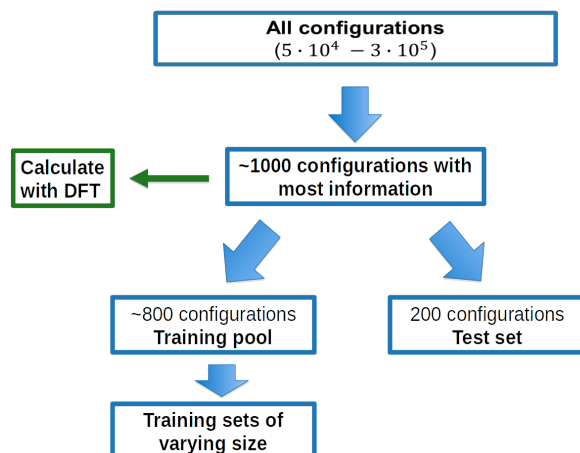 All configurations
(5 · 10⁴ − 3 · 10⁵)
~1000 configurations with
most information
Calculate
with DFT
~800 configurations
Training pool
200 configurations
Test set
Training sets of
varying size